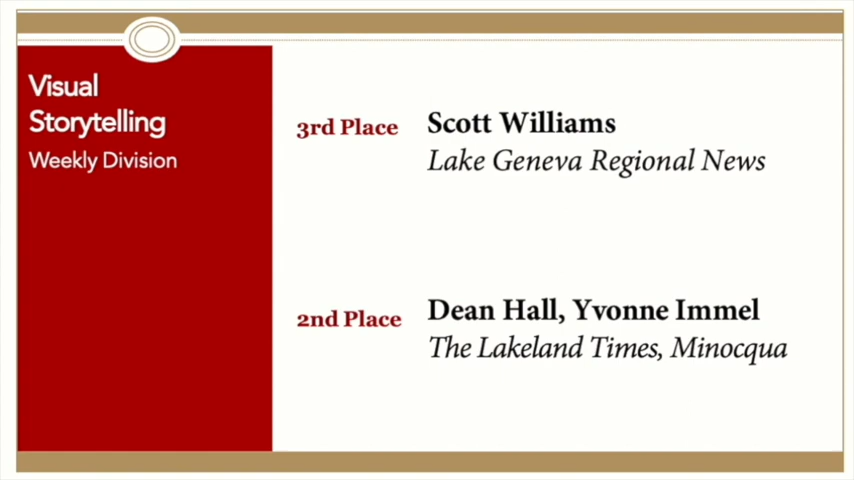 Visual
Storytelling
Weekly Division
3rd Place
Scott Williams
Lake Geneva Regional News
2nd Place
Dean Hall, Yvonne Immel
The Lakeland Times, Minocqua